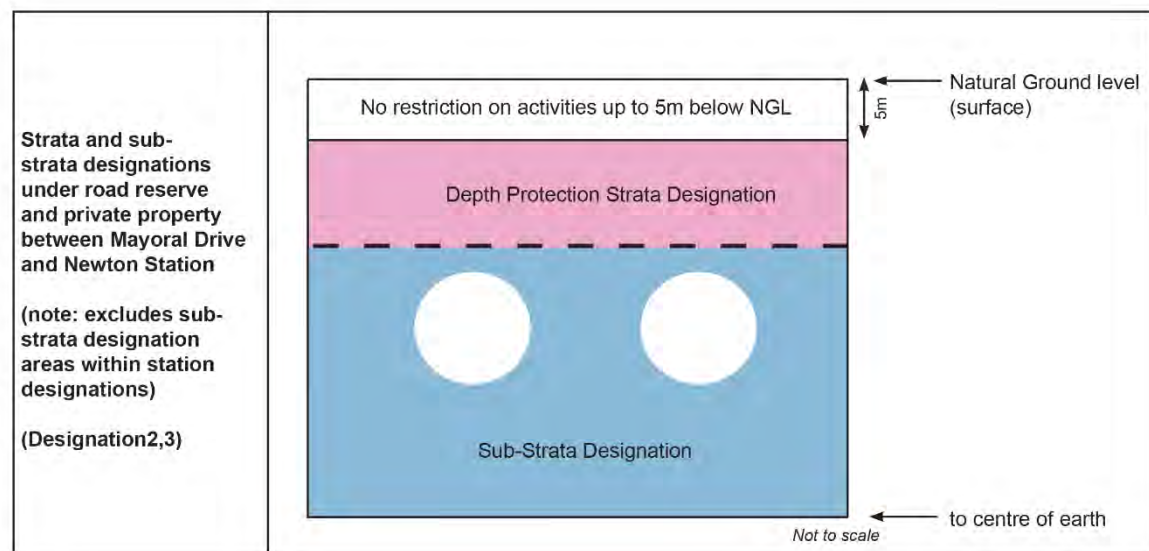 Strata and sub-
strata designations
under road reserve
and private property
between Mayoral Drive
and Newton Station
(note: excludes sub-
strata designation
areas within station
designations)
(Designation2,3)
No restriction on activities up to 5m below NGL
5m
Natural Ground level
(surface)
Depth Protection Strata Designation
Sub-Strata Designation
to centre of earth
Not to scale